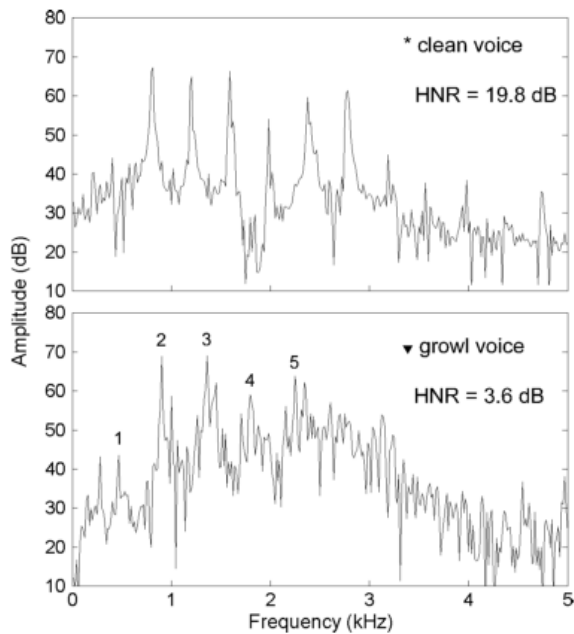 80
* clean voice
70
HNR = 19.8 dB
60
50
40
30
20
10
Amplitude (dB)
80
▼ growl voice
2 3
70
HNR = 3.6 dB
5
4
60
50
1
40
30
20
10
0 1 2 3 4 5
Frequency (kHz)